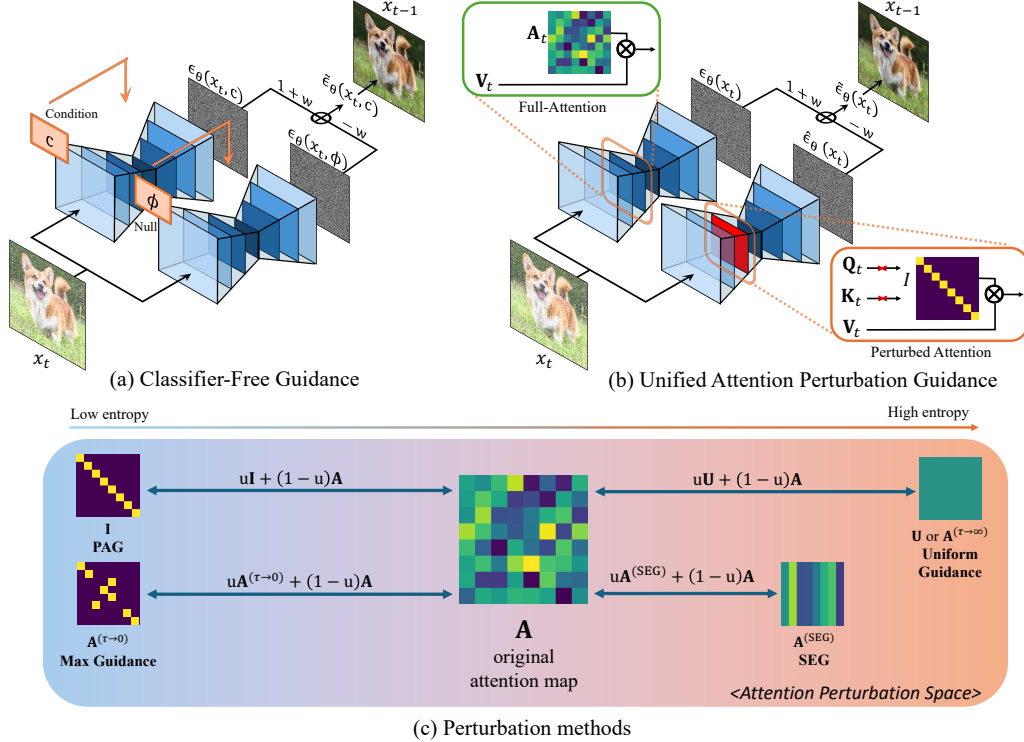 x_{t-1}
ϵ_θ(x_t, c)
1 + w
ϵ̃_θ(x_t, c)
− w
Condition
c
ϵ_θ(x_t, ϕ)
ϕ
Null
x_t
(a) Classifier-Free Guidance
x_{t-1}
A_t
V_t
Full-Attention
ϵ_θ(x_t)
1 + w
ϵ̃_θ(x_t)
− w
ϵ̂_θ (x_t)
Q_t
I
K_t
V_t
Perturbed Attention
x_t
(b) Unified Attention Perturbation Guidance
Low entropy
High entropy
uI + (1 − u)A
uU + (1 − u)A
I
PAG
U or A^{(τ→∞)}
Uniform
Guidance
uA^{(τ→0)} + (1 − u)A
uA^{(SEG)} + (1 − u)A
A^{(τ→0)}
Max Guidance
A
original
attention map
A^{(SEG)}
SEG
<Attention Perturbation Space>
(c) Perturbation methods